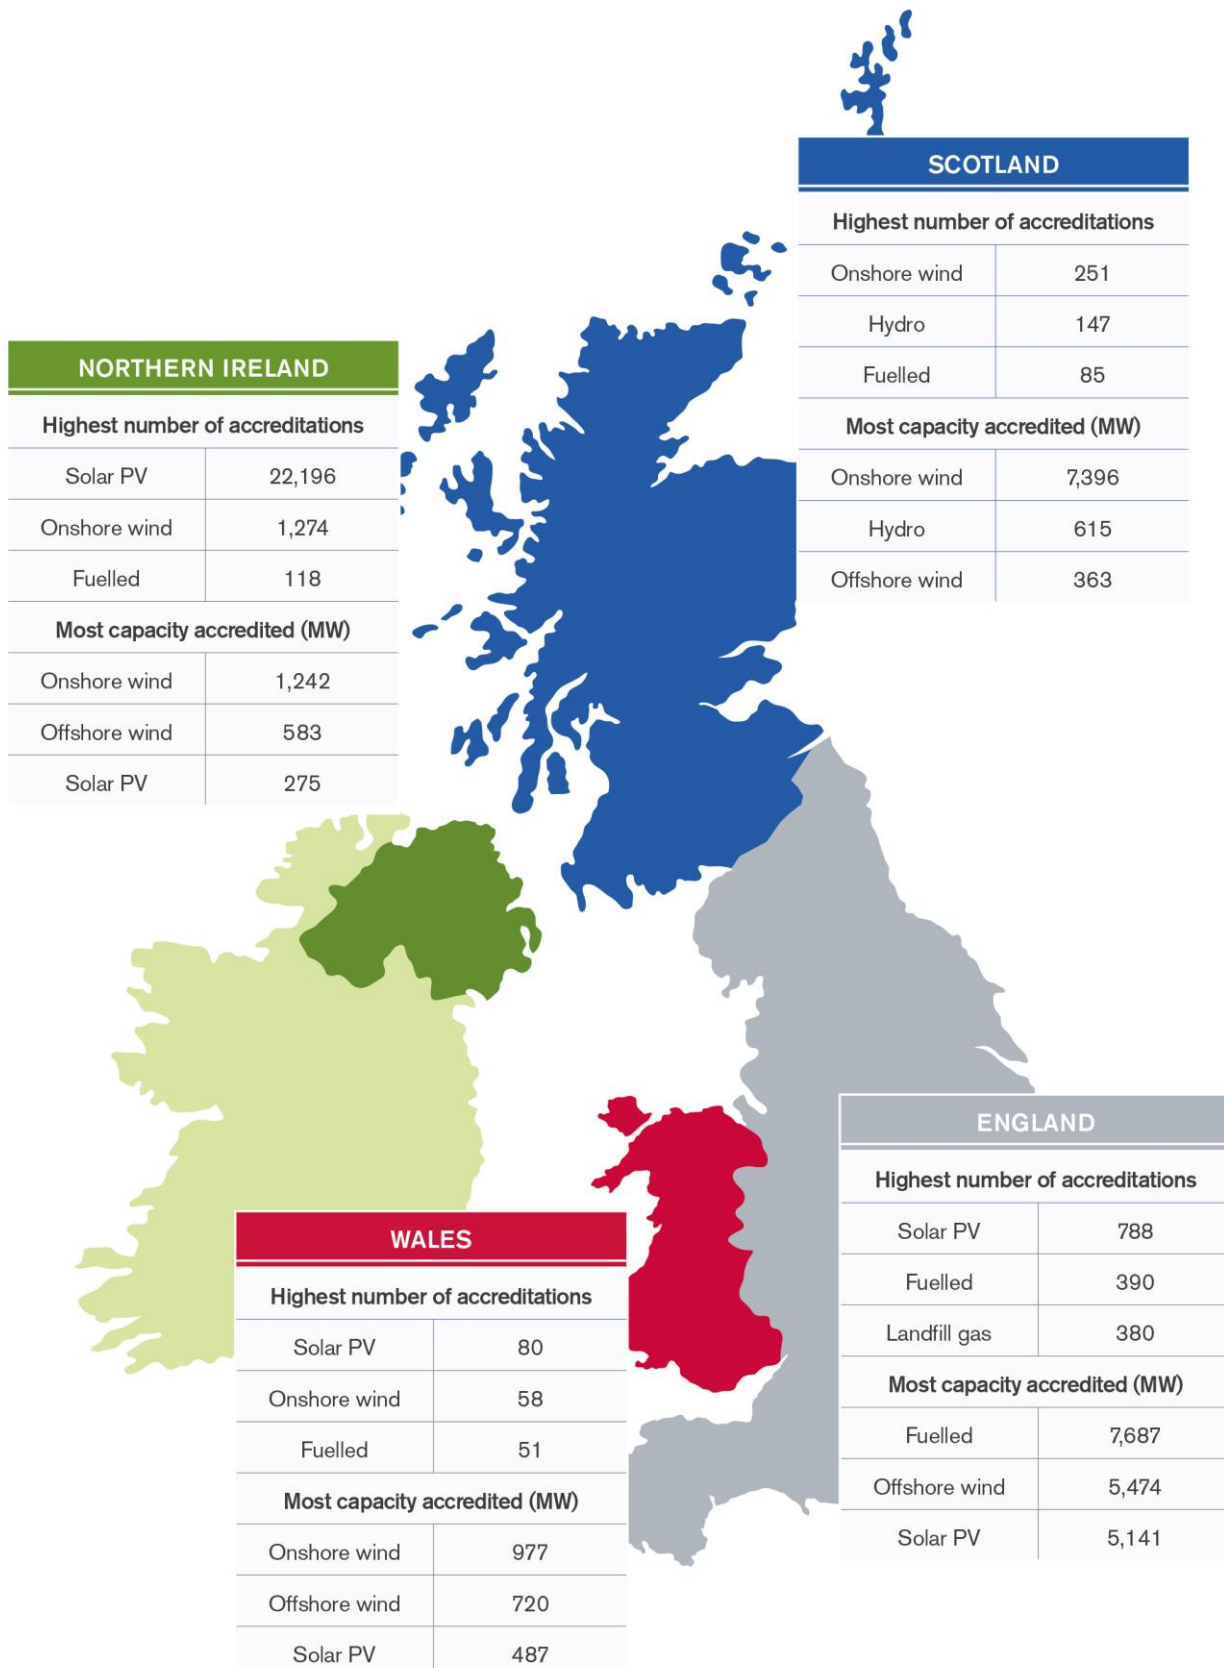 SCOTLAND
Highest number of accreditations
Onshore wind 251
Hydro 147
Fuelled 85
Most capacity accredited (MW)
Onshore wind 7,396
Hydro 615
Offshore wind 363
NORTHERN IRELAND
Highest number of accreditations
Solar PV 22,196
Onshore wind 1,274
Fuelled 118
Most capacity accredited (MW)
Onshore wind 1,242
Offshore wind 583
Solar PV 275
ENGLAND
Highest number of accreditations
Solar PV 788
Fuelled 390
Landfill gas 380
Most capacity accredited (MW)
Fuelled 7,687
Offshore wind 5,474
Solar PV 5,141
WALES
Highest number of accreditations
Solar PV 80
Onshore wind 58
Fuelled 51
Most capacity accredited (MW)
Onshore wind 977
Offshore wind 720
Solar PV 487